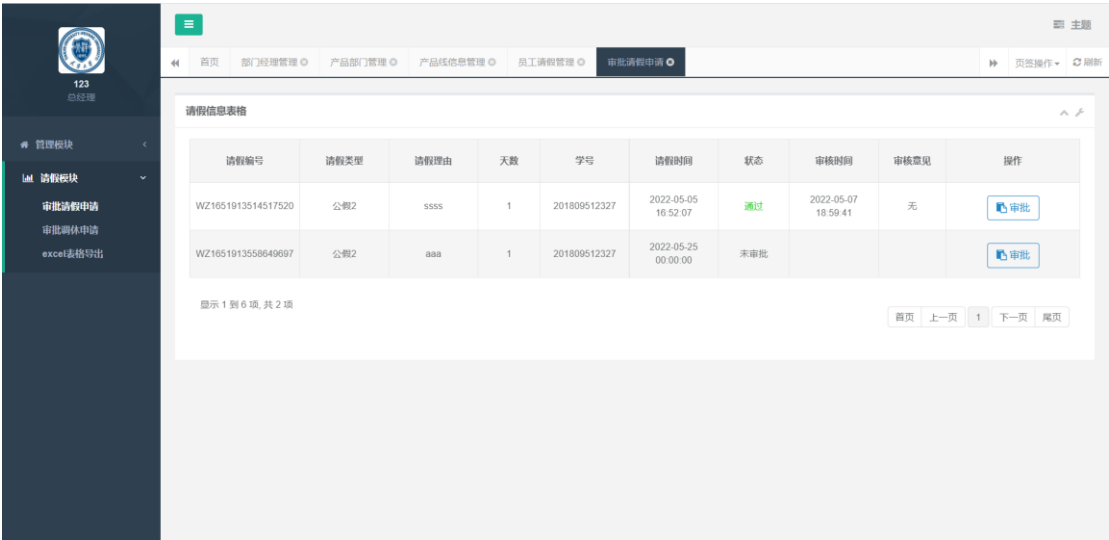 主题
首页 部门经理管理 产品部门管理 产品线信息管理 员工请假管理 审批请假申请 页签操作 刷新
123
总经理
管理模块
请假模块
审批请假申请
审批调休申请
excel表格导出
请假信息表格
请假编号 请假类型 请假理由 天数 学号 请假时间 状态 审核时间 审核意见 操作
WZ1651913514517520 公假2 ssss 1 201809512327 2022-05-05 16:52:07 通过 2022-05-07 18:59:41 无 审批
WZ1651913558649697 公假2 aaa 1 201809512327 2022-05-25 00:00:00 未审批 审批
显示 1 到 6 项, 共 2 项
首页 上一页 1 下一页 尾页